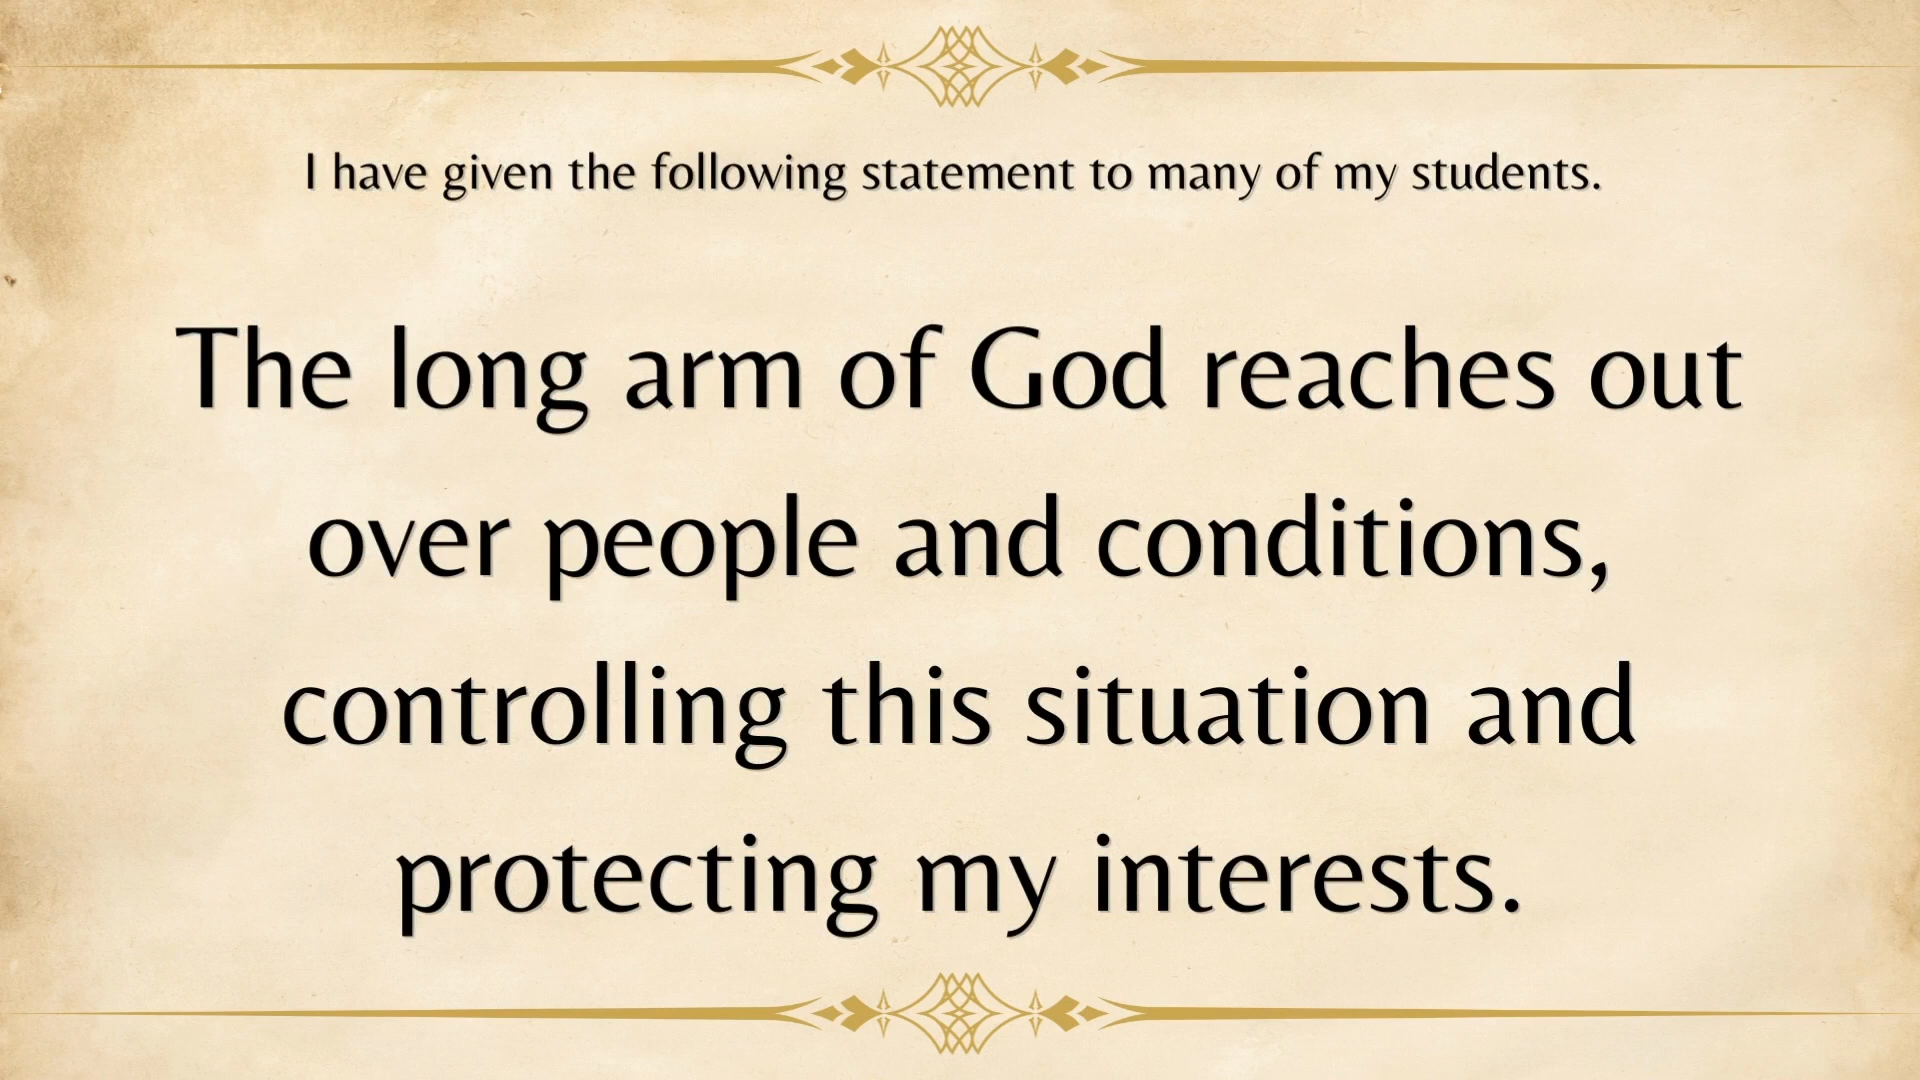 I have given the following statement to many of my students.
The long arm of God reaches out
over people and conditions,
controlling this situation and
protecting my interests.